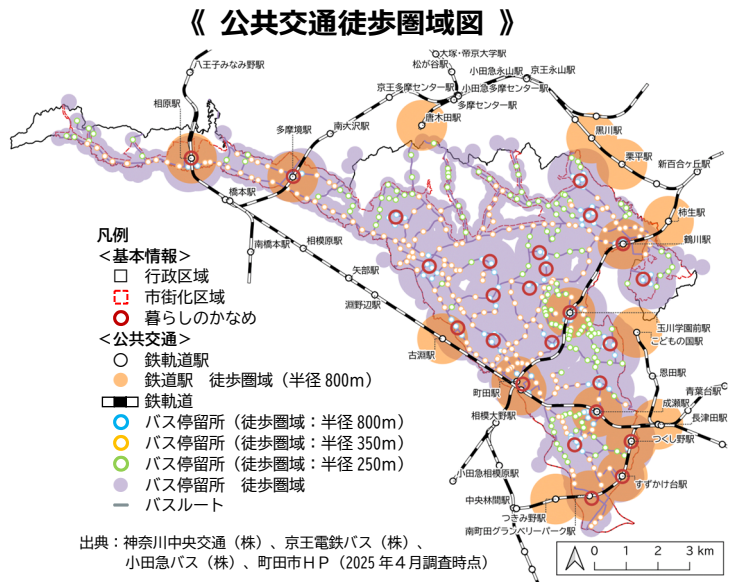 《 公共交通徒歩圏域図 》
大塚・帝京大学駅
松が谷駅
八王子みなみ野駅
小田急永山駅
京王永山駅
京王多摩センター駅
小田急多摩センター駅
多摩センター駅
相原駅
多摩境駅
南大沢駅
唐木田駅
黒川駅
栗平駅
新百合ヶ丘駅
橋本駅
柿生駅
鶴川駅
南橋本駅
相模原駅
矢部駅
淵野辺駅
古淵駅
玉川学園前駅
こどもの国駅
恩田駅
青葉台駅
町田駅
成瀬駅
相模大野駅
長津田駅
つくし野駅
小田急相模原駅
すずかけ台駅
中央林間駅
つきみ野駅
南町田グランベリーパーク駅
凡例
＜基本情報＞
行政区域
市街化区域
暮らしのかなめ
＜公共交通＞
鉄軌道駅
鉄道駅 徒歩圏域（半径 800ｍ）
鉄軌道
バス停留所（徒歩圏域：半径 800ｍ）
バス停留所（徒歩圏域：半径 350ｍ）
バス停留所（徒歩圏域：半径 250ｍ）
バス停留所 徒歩圏域
バスルート
0 1 2 3 km
出典：神奈川中央交通（株）、京王電鉄バス（株）、
小田急バス（株）、町田市ＨＰ（2025 年４月調査時点）